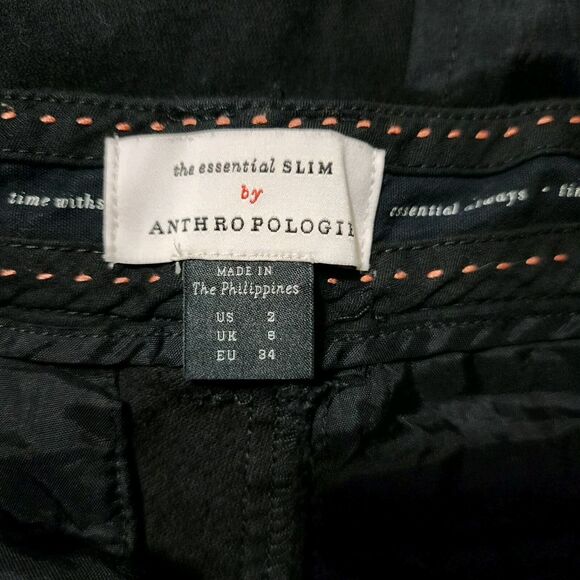 the essential SLIM
by
ANTHROPOLOGIE
time withs
essential always • tim
MADE IN
The Philippines
US 2
UK 6
EU 34